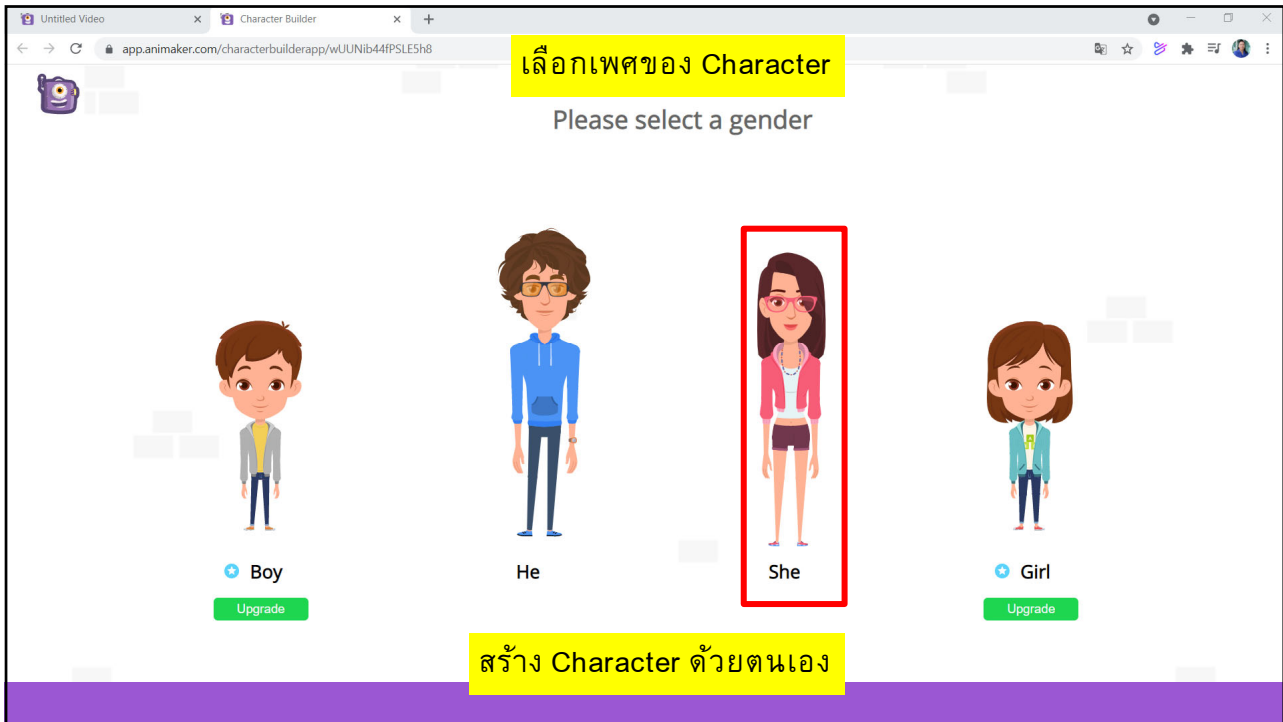 Untitled Video
Character Builder
app.animaker.com/characterbuilderapp/wUUNib44fPSLE5h8
เลือกเพศของ Character
Please select a gender
Boy
He
She
Girl
Upgrade
Upgrade
สร้าง Character ด้วยตนเอง